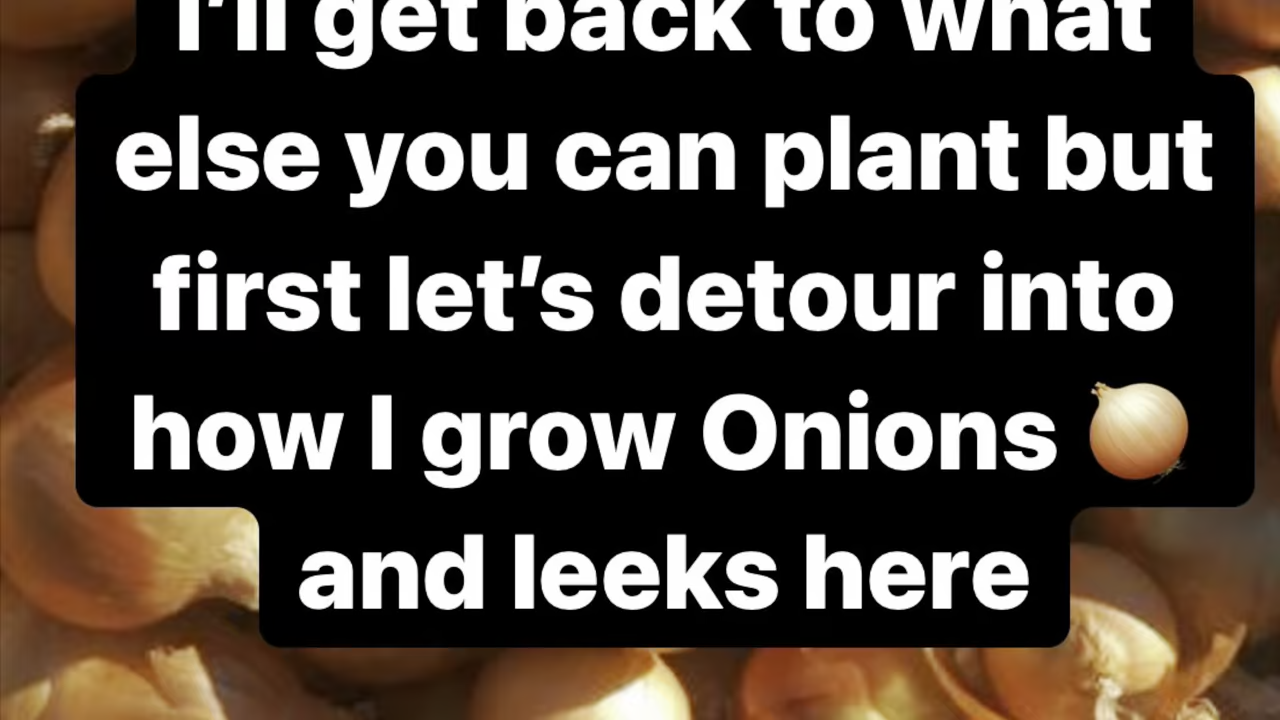 I'll get back to what
else you can plant but
first let's detour into
how I grow Onions 🧅
and leeks here